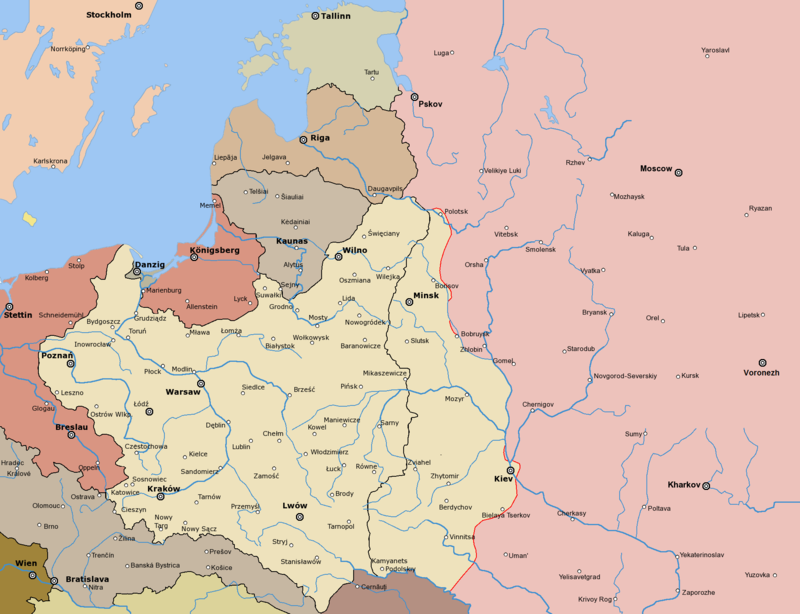 Stockholm
Tallinn
Norrköping
Luga
Yaroslavl
Tartu
Pskov
Riga
Karlskrona
Liepāja
Jelgava
Rzhev
Moscow
Velikiye Luki
Daugavpils
Telšiai
Šiauliai
Mozhaysk
Memel
Polotsk
Ryazan
Kėdainiai
Święciany
Vitebsk
Kaluga
Kaunas
Tula
Königsberg
Wilno
Smolensk
Danzig
Stolp
Alytus
Orsha
Vyatka
Kolberg
Oszmiana
Wilejka
Sejny
Borisov
Marienburg
Suwałki
Minsk
Allenstein
Lyck
Lida
Grodno
Stettin
Schneidemühl
Grudziądz
Mosty
Bryansk
Orel
Lipetsk
Bydgoszcz
Nowogródek
Toruń
Mława
Łomża
Bobruysk
Inowrocław
Wołkowysk
Slutsk
Białystok
Baranowicze
Zhlobin
Starodub
Poznań
Gomel
Voronezh
Płock
Modlin
Mikaszewicze
Novgorod-Severskiy
Kursk
Warsaw
Siedlce
Brześć
Pińsk
Leszno
Mozyr
Łódź
Chernigov
Glogau
Ostrów Wlkp.
Dęblin
Maniewicze
Sarny
Breslau
Kowel
Chełm
Sumy
Częstochowa
Lublin
Kielce
Włodzimierz
Hradec
Králové
Oppeln
Sandomierz
Łuck
Równe
Zviahel
Kiev
Sosnowiec
Zamość
Zhytomyr
Kharkov
Katowice
Kraków
Ostrava
Tarnów
Brody
Olomouc
Cieszyn
Przemyśl
Lwów
Berdychov
Poltava
Bielaya Tserkov
Cherkasy
Nowy
Targ
Nowy Sącz
Tarnopol
Brno
Žilina
Vinnitsa
Stryj
Trenčín
Prešov
Uman'
Yekaterinoslav
Wien
Banská Bystrica
Košice
Stanisławów
Kamyanets
Podolskiy
Yelisavetgrad
Yuzovka
Bratislava
Nitra
Cernăuți
Zaporozhe
Krivoy Rog